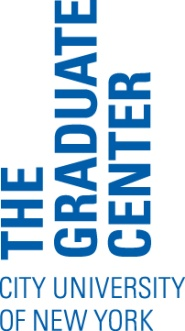 THE
GRADUATE
CENTER
CITY UNIVERSITY
OF NEW YORK